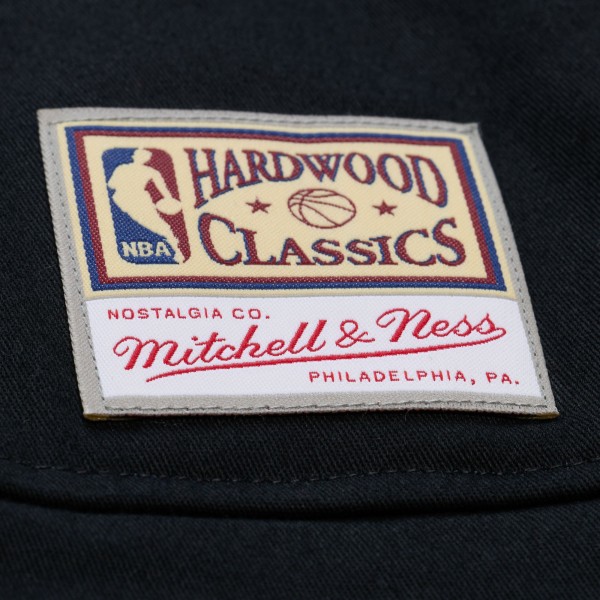 HARDWOOD
CLASSICS
NBA
NOSTALGIA CO.
Mitchell & Ness
PHILADELPHIA, PA.